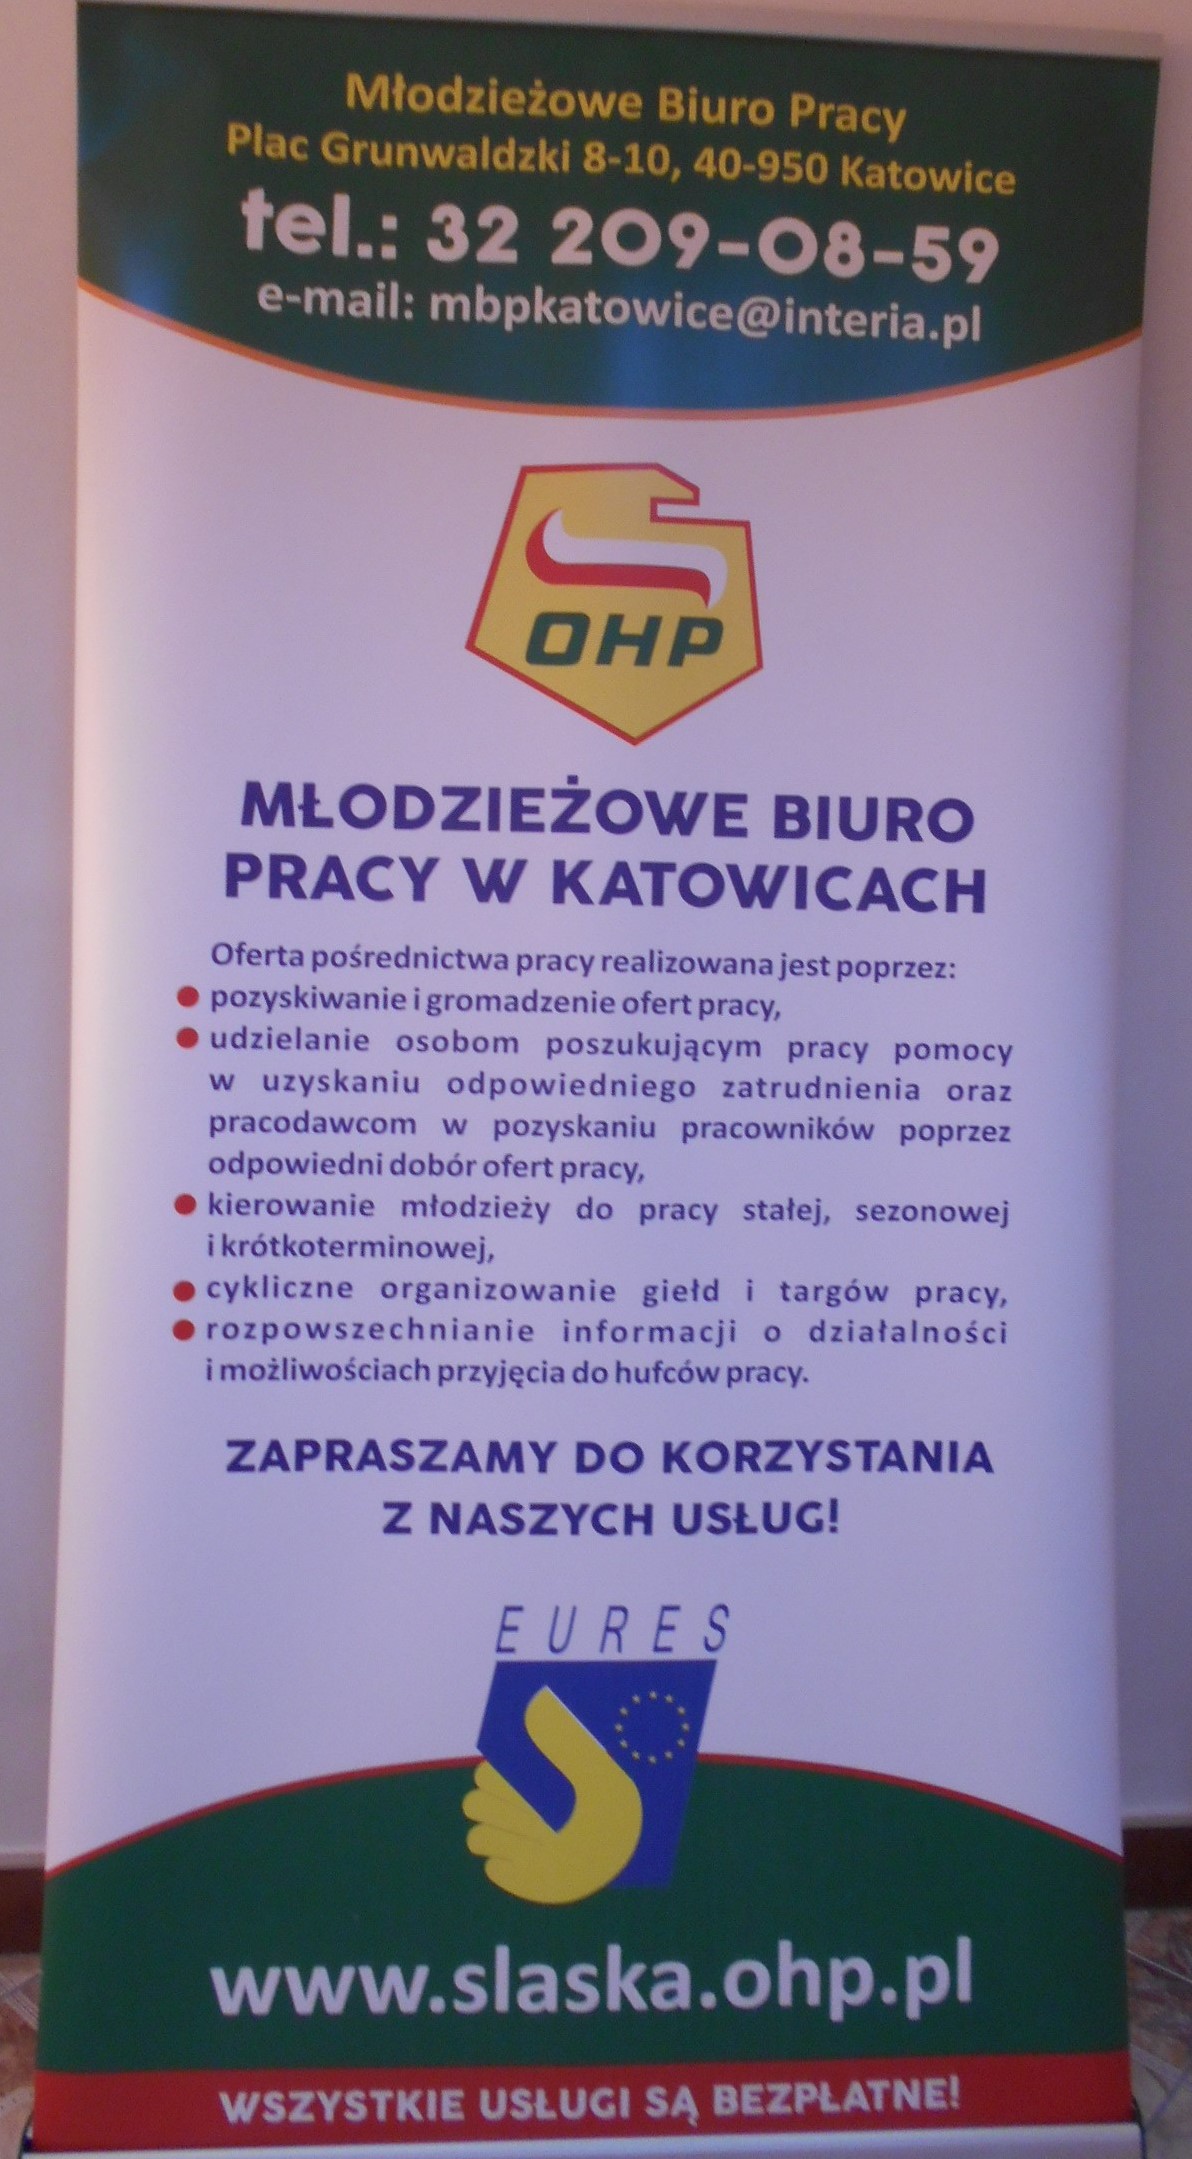 Młodzieżowe Biuro Pracy
Plac Grunwaldzki 8-10, 40-950 Katowice
tel.: 32 209-08-59
e-mail: mbpkatowice@interia.pl
OHP
MŁODZIEŻOWE BIURO
PRACY W KATOWICACH
Oferta pośrednictwa pracy realizowana jest poprzez:
● pozyskiwanie i gromadzenie ofert pracy,
● udzielanie osobom poszukującym pracy pomocy
w uzyskaniu odpowiedniego zatrudnienia oraz
pracodawcom w pozyskaniu pracowników poprzez
odpowiedni dobór ofert pracy,
● kierowanie młodzieży do pracy stałej, sezonowej
i krótkoterminowej,
● cykliczne organizowanie giełd i targów pracy,
● rozpowszechnianie informacji o działalności
i możliwościach przyjęcia do hufców pracy.
ZAPRASZAMY DO KORZYSTANIA
Z NASZYCH USŁUG!
EURES
www.slaska.ohp.pl
WSZYSTKIE USŁUGI SĄ BEZPŁATNE!